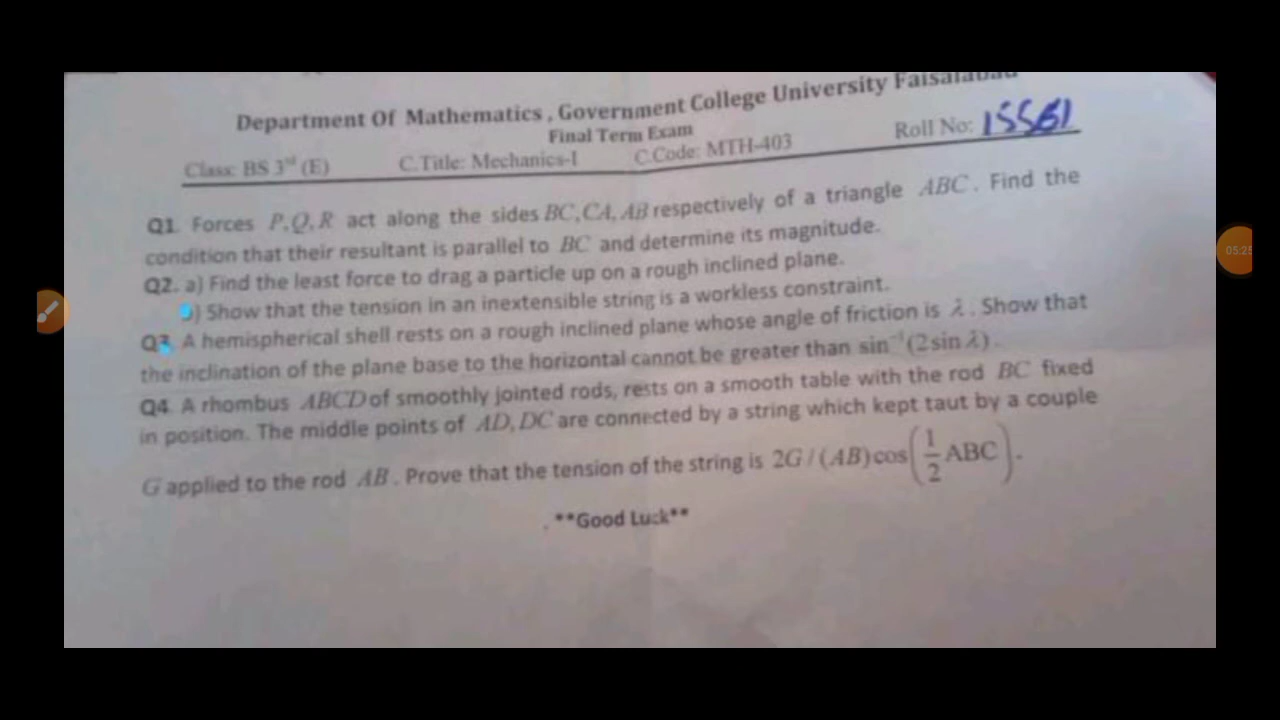 Department Of Mathematics , Government College University Faisalabad
Final Term Exam
Roll No: 15561
Class: BS 3rd (E) C.Title: Mechanics-I C.Code: MTH-403
Q1. Forces P,Q,R act along the sides BC,CA,AB respectively of a triangle ABC. Find the
condition that their resultant is parallel to BC and determine its magnitude.
Q2. a) Find the least force to drag a particle up on a rough inclined plane.
) Show that the tension in an inextensible string is a workless constraint.
Q3. A hemispherical shell rests on a rough inclined plane whose angle of friction is λ. Show that
the inclination of the plane base to the horizontal cannot be greater than sin⁻¹(2sin λ).
Q4. A rhombus ABCD of smoothly jointed rods, rests on a smooth table with the rod BC fixed
in position. The middle points of AD,DC are connected by a string which kept taut by a couple
G applied to the rod AB. Prove that the tension of the string is 2G/(AB)cos(1/2 ABC).
**Good Luck**
05:25